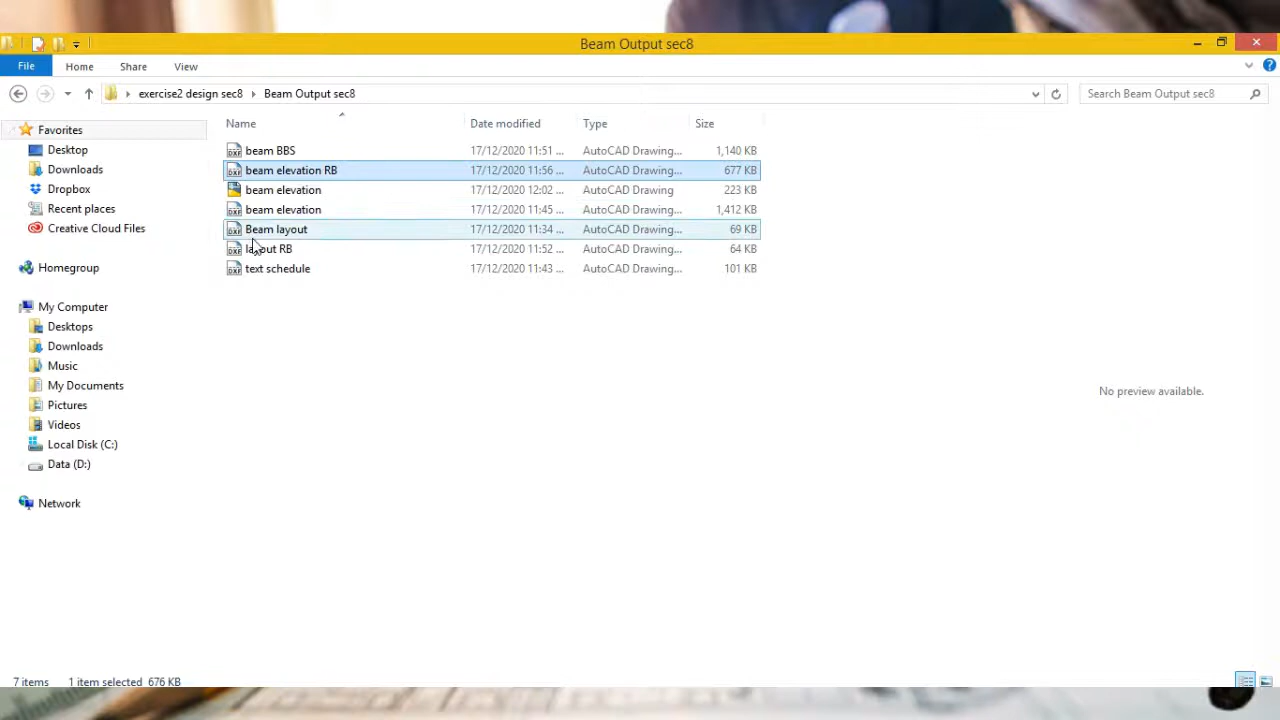 Beam Output sec8
File Home Share View
exercise2 design sec8 Beam Output sec8 Search Beam Output sec8
Name Date modified Type Size
Favorites
Desktop
Downloads
Dropbox
Recent places
Creative Cloud Files
Homegroup
My Computer
Desktops
Downloads
Music
My Documents
Pictures
Videos
Local Disk (C:)
Data (D:)
Network
beam BBS 17/12/2020 11:51 ... AutoCAD Drawing... 1,140 KB
beam elevation RB 17/12/2020 11:56 ... AutoCAD Drawing... 677 KB
beam elevation 17/12/2020 12:02 ... AutoCAD Drawing 223 KB
beam elevation 17/12/2020 11:45 ... AutoCAD Drawing... 1,412 KB
Beam layout 17/12/2020 11:34 ... AutoCAD Drawing... 69 KB
layout RB 17/12/2020 11:52 ... AutoCAD Drawing... 64 KB
text schedule 17/12/2020 11:43 ... AutoCAD Drawing... 101 KB
No preview available.
7 items 1 item selected 676 KB